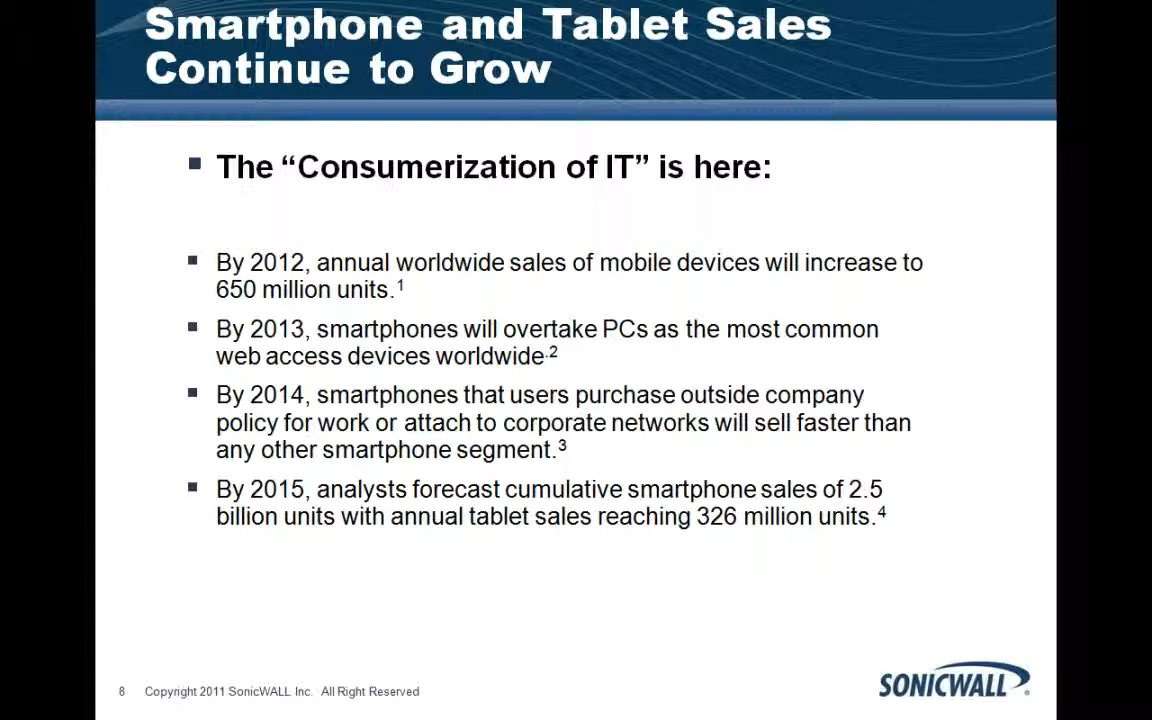 Smartphone and Tablet Sales
Continue to Grow
The “Consumerization of IT” is here:
By 2012, annual worldwide sales of mobile devices will increase to
650 million units.1
By 2013, smartphones will overtake PCs as the most common
web access devices worldwide.2
By 2014, smartphones that users purchase outside company
policy for work or attach to corporate networks will sell faster than
any other smartphone segment.3
By 2015, analysts forecast cumulative smartphone sales of 2.5
billion units with annual tablet sales reaching 326 million units.4
8 Copyright 2011 SonicWALL Inc. All Right Reserved
SONICWALL